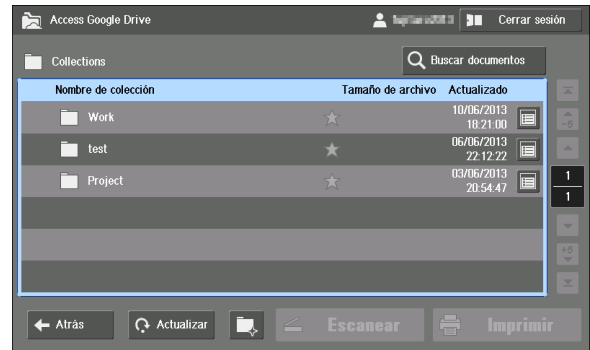 Access Google Drive
Cerrar sesión
Collections
Buscar documentos
Nombre de colección Tamaño de archivo Actualizado
Work 10/06/2013 18:21:00
test 06/06/2013 22:12:22
Project 03/06/2013 20:54:47
-5
1
1
+5
Atrás Actualizar Escanear Imprimir